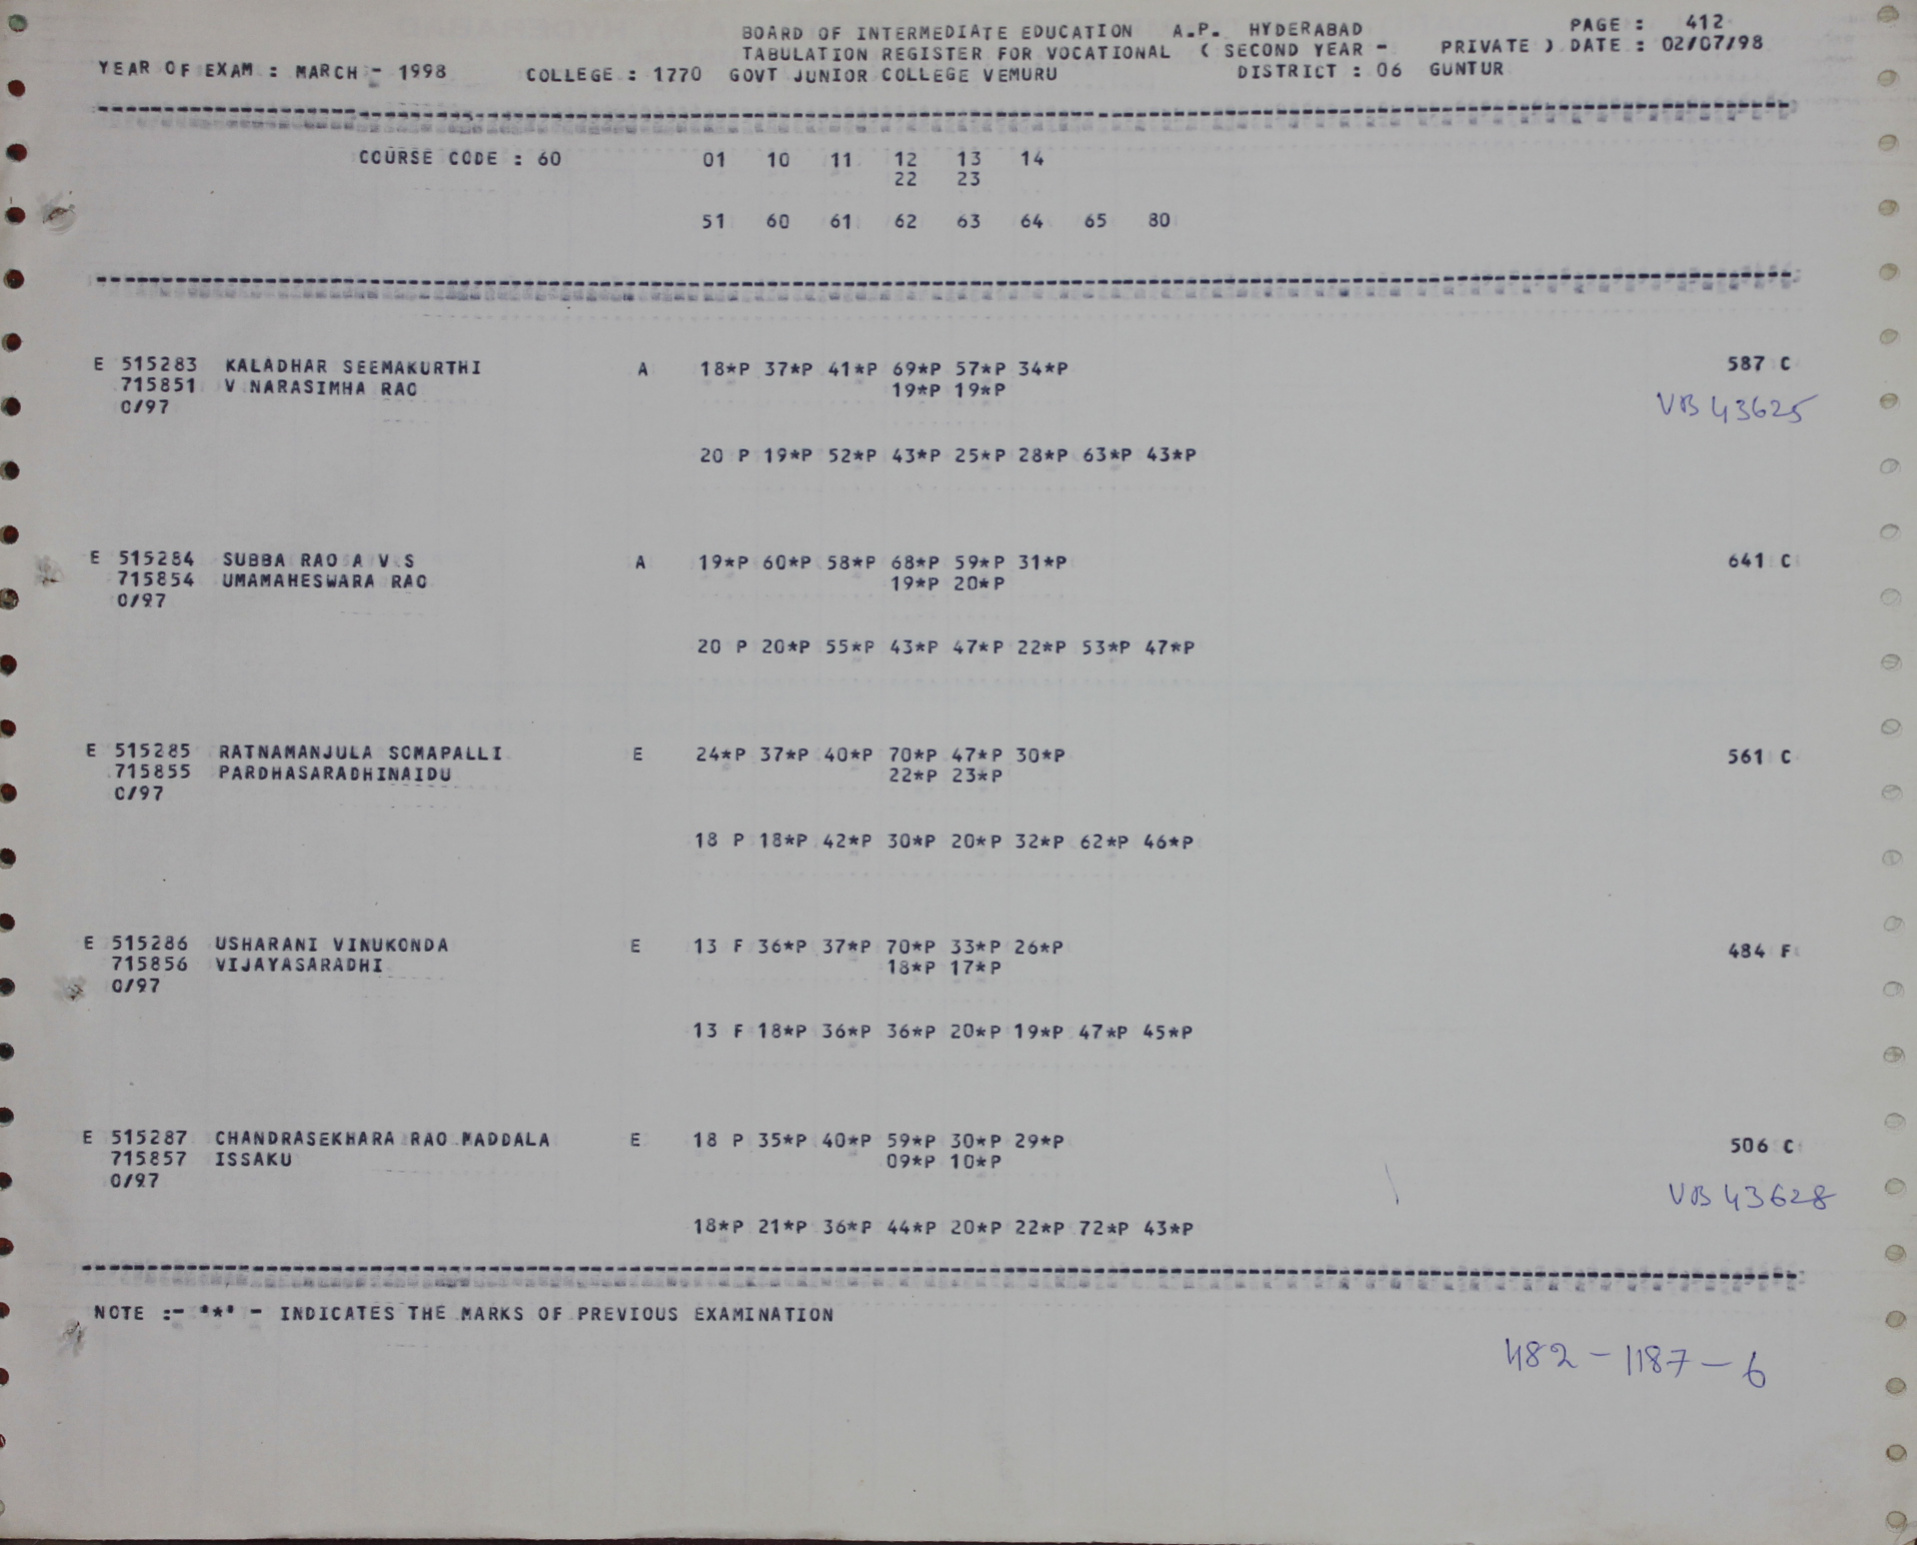 BOARD OF INTERMEDIATE EDUCATION A.P. HYDERABAD PAGE : 412
TABULATION REGISTER FOR VOCATIONAL ( SECOND YEAR - PRIVATE ) DATE : 02/07/98
YEAR OF EXAM : MARCH - 1998 COLLEGE : 1770 GOVT JUNIOR COLLEGE VEMURU DISTRICT : 06 GUNTUR
COURSE CODE : 60 01 10 11 12 13 14
22 23
51 60 61 62 63 64 65 80
E 515283 KALADHAR SEEMAKURTHI A 18*P 37*P 41*P 69*P 57*P 34*P 587 C
715851 V NARASIMHA RAO 19*P 19*P
0/97 VB 43625
20 P 19*P 52*P 43*P 25*P 28*P 63*P 43*P
E 515284 SUBBA RAO A V S A 19*P 60*P 58*P 68*P 59*P 31*P 641 C
715854 UMAMAHESWARA RAO 19*P 20*P
0/97
20 P 20*P 55*P 43*P 47*P 22*P 53*P 47*P
E 515285 RATNAMANJULA SOMAPALLI E 24*P 37*P 40*P 70*P 47*P 30*P 561 C
715855 PARDHASARADHINAIDU 22*P 23*P
0/97
18 P 18*P 42*P 30*P 20*P 32*P 62*P 46*P
E 515286 USHARANI VINUKONDA E 13 F 36*P 37*P 70*P 33*P 26*P 484 F
715856 VIJAYASARADHI 18*P 17*P
0/97
13 F 18*P 36*P 36*P 20*P 19*P 47*P 45*P
E 515287 CHANDRASEKHARA RAO MADDALA E 18 P 35*P 40*P 59*P 30*P 29*P 506 C
715857 ISSAKU 09*P 10*P
0/97 VB 43628
18*P 21*P 36*P 44*P 20*P 22*P 72*P 43*P
NOTE :- '*' - INDICATES THE MARKS OF PREVIOUS EXAMINATION
482 - 1187 - 6